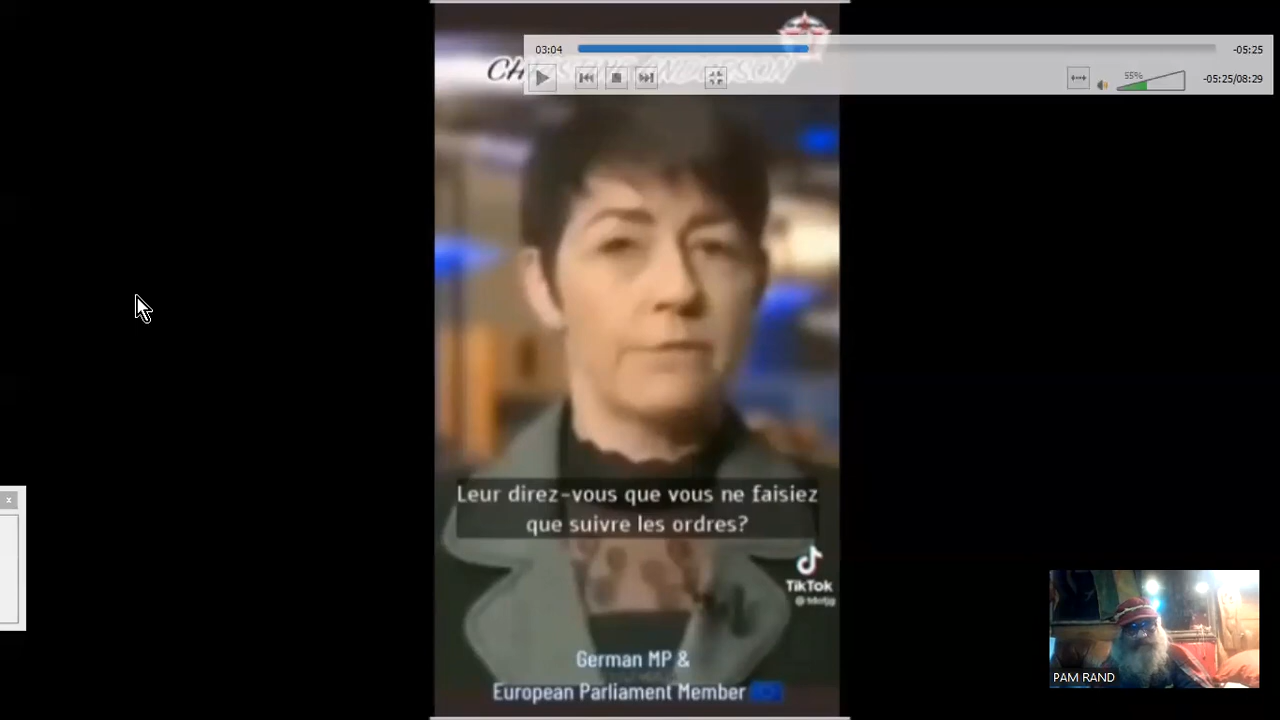 03:04
-05:25
55%
-05:25/08:29
Leur direz-vous que vous ne faisiez
que suivre les ordres?
TikTok
German MP &
European Parliament Member
PAM RAND
x